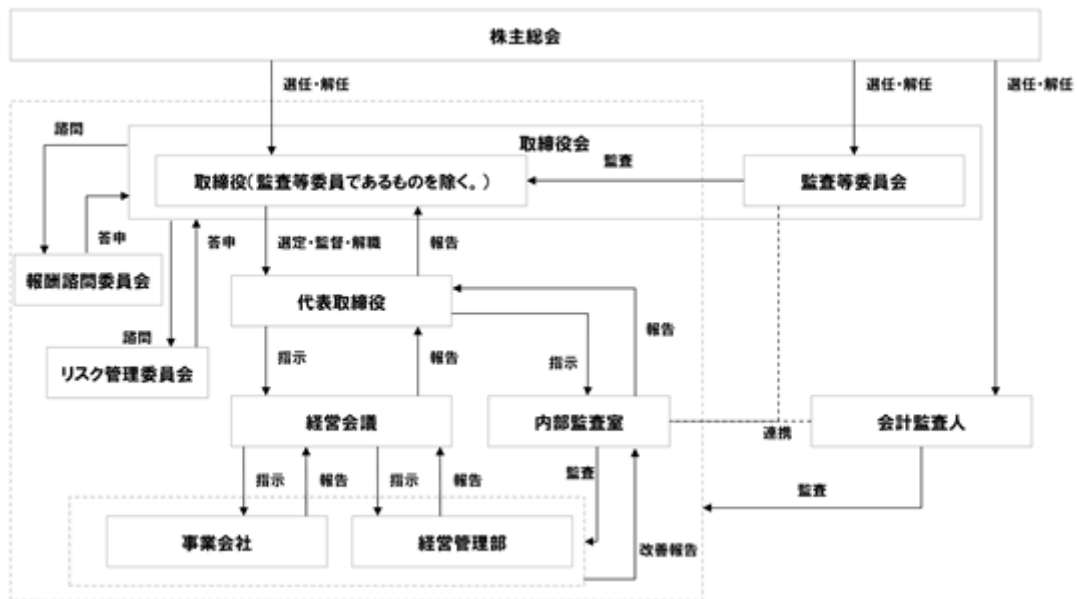 株主総会
選任・解任
選任・解任
選任・解任
諮問
取締役会
監査
取締役(監査等委員であるものを除く。)
監査等委員会
答申
答申
選定・監督・解職
報告
報酬諮問委員会
代表取締役
諮問
指示
報告
指示
報告
リスク管理委員会
経営会議
内部監査室
会計監査人
連携
指示
報告
指示
報告
監査
監査
事業会社
経営管理部
改善報告